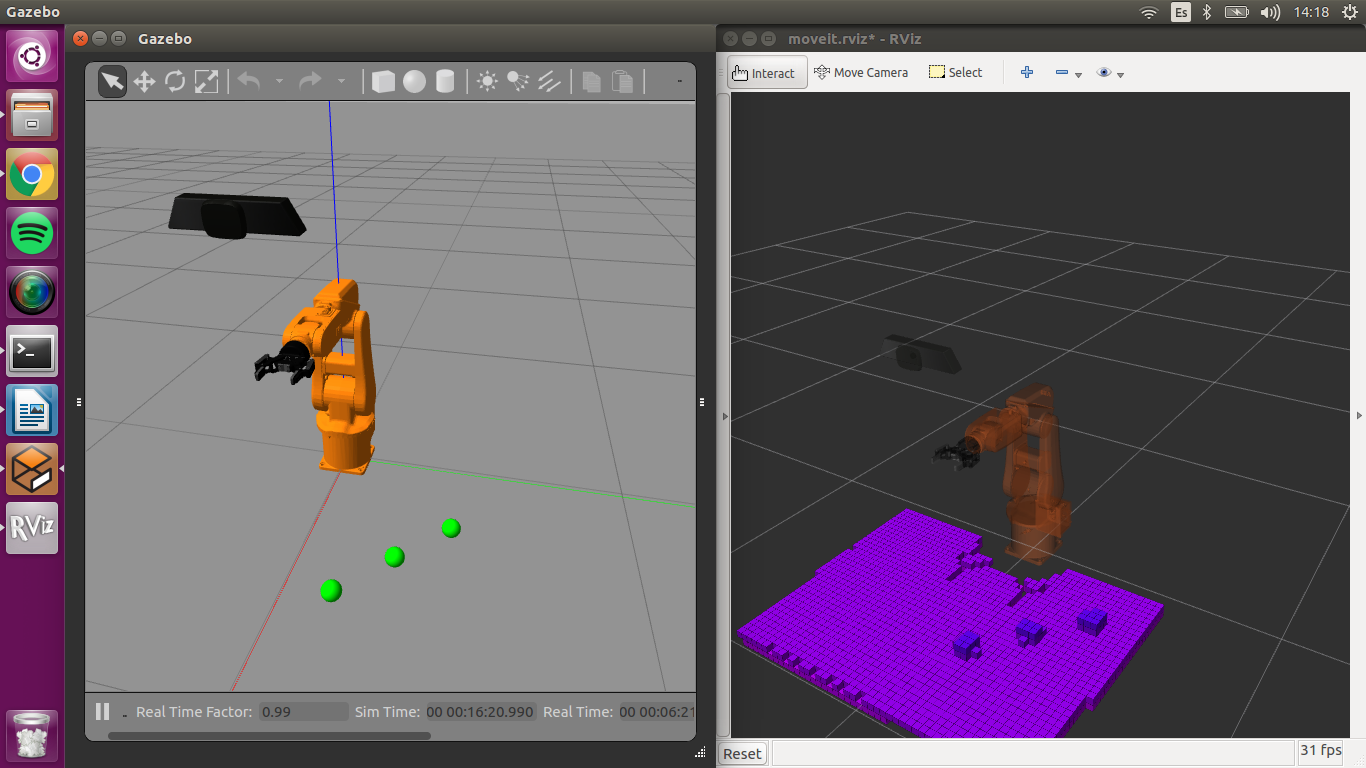 Gazebo
Es
14:18
Gazebo
moveit.rviz* - RViz
Interact
Move Camera
Select
RViz
Real Time Factor: 0.99 Sim Time: 00 00:16:20.990 Real Time: 00 00:06:21
Reset
31 fps